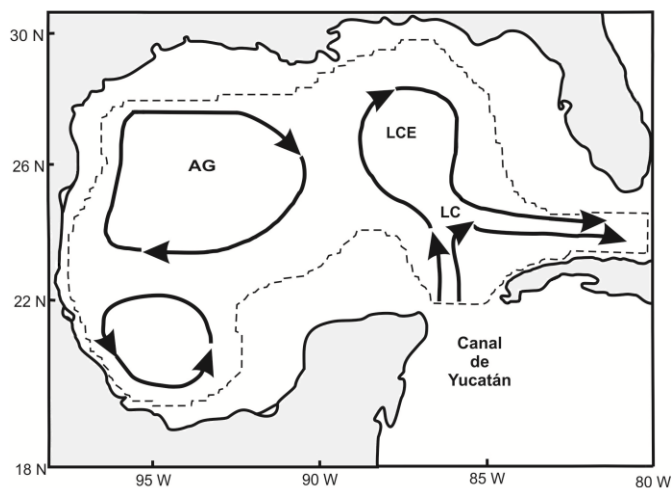 30 N
26 N
22 N
18 N
AG
LCE
LC
Canal
de
Yucatán
95 W
90 W
85 W
80 W